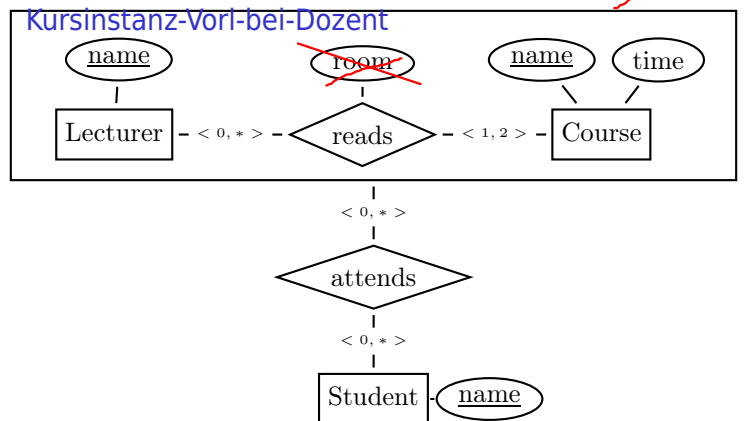 Kursinstanz-Vorl-bei-Dozent
name room name time
Lecturer < 0, * > reads < 1, 2 > Course
< 0, * >
attends
< 0, * >
Student name